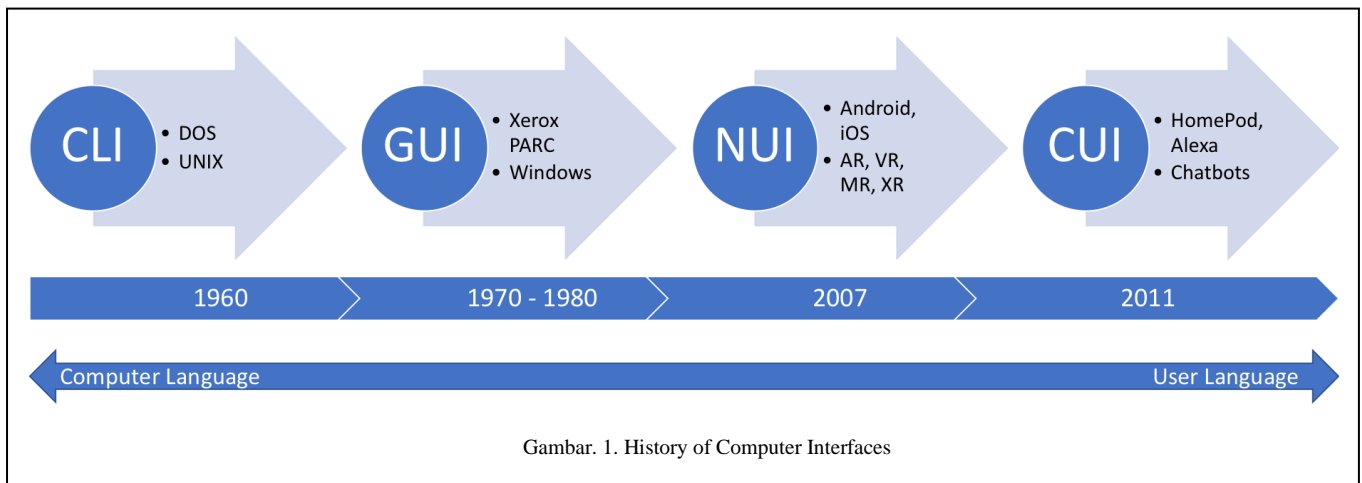 CLI
• DOS
• UNIX
GUI
• Xerox
PARC
• Windows
NUI
• Android,
iOS
• AR, VR,
MR, XR
CUI
• HomePod,
Alexa
• Chatbots
1960
1970 - 1980
2007
2011
Computer Language
User Language
Gambar. 1. History of Computer Interfaces